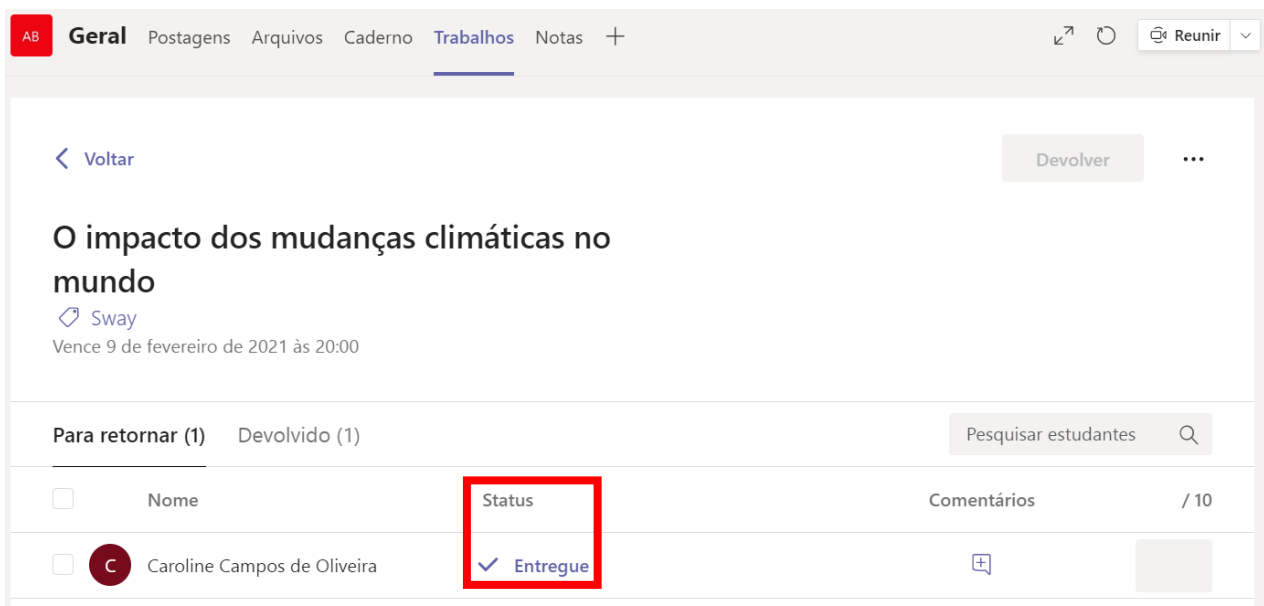 AB Geral Postagens Arquivos Caderno Trabalhos Notas Reunir
Voltar Devolver
O impacto dos mudanças climáticas no
mundo
Sway
Vence 9 de fevereiro de 2021 às 20:00
Para retornar (1) Devolvido (1) Pesquisar estudantes
Nome Status Comentários / 10
C Caroline Campos de Oliveira Entregue